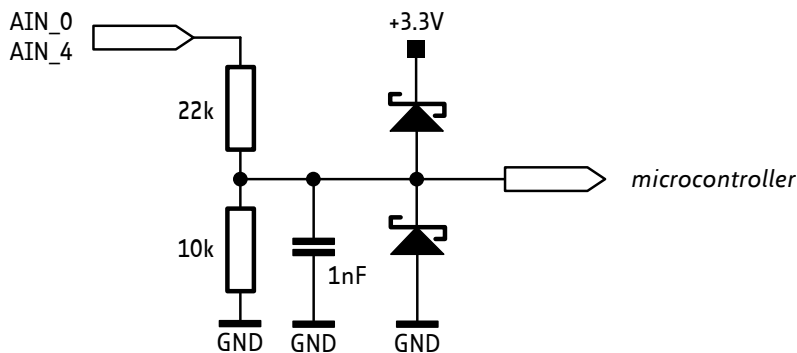 AIN_0
AIN_4
+3.3V
22k
microcontroller
10k
1nF
GND
GND
GND